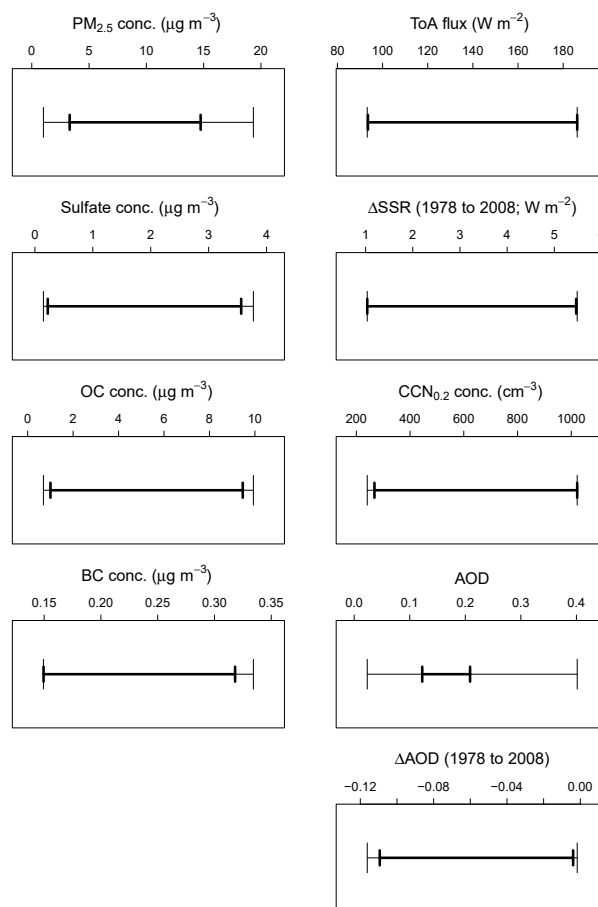 PM2.5 conc. (μg m−3)
0 5 10 15 20
ToA flux (W m−2)
80 100 120 140 160 180
Sulfate conc. (μg m−3)
0 1 2 3 4
ΔSSR (1978 to 2008; W m−2)
1 2 3 4 5
OC conc. (μg m−3)
0 2 4 6 8 10
CCN0.2 conc. (cm−3)
200 400 600 800 1000
BC conc. (μg m−3)
0.15 0.20 0.25 0.30 0.35
AOD
0.0 0.1 0.2 0.3 0.4
ΔAOD (1978 to 2008)
−0.12 −0.08 −0.04 0.00